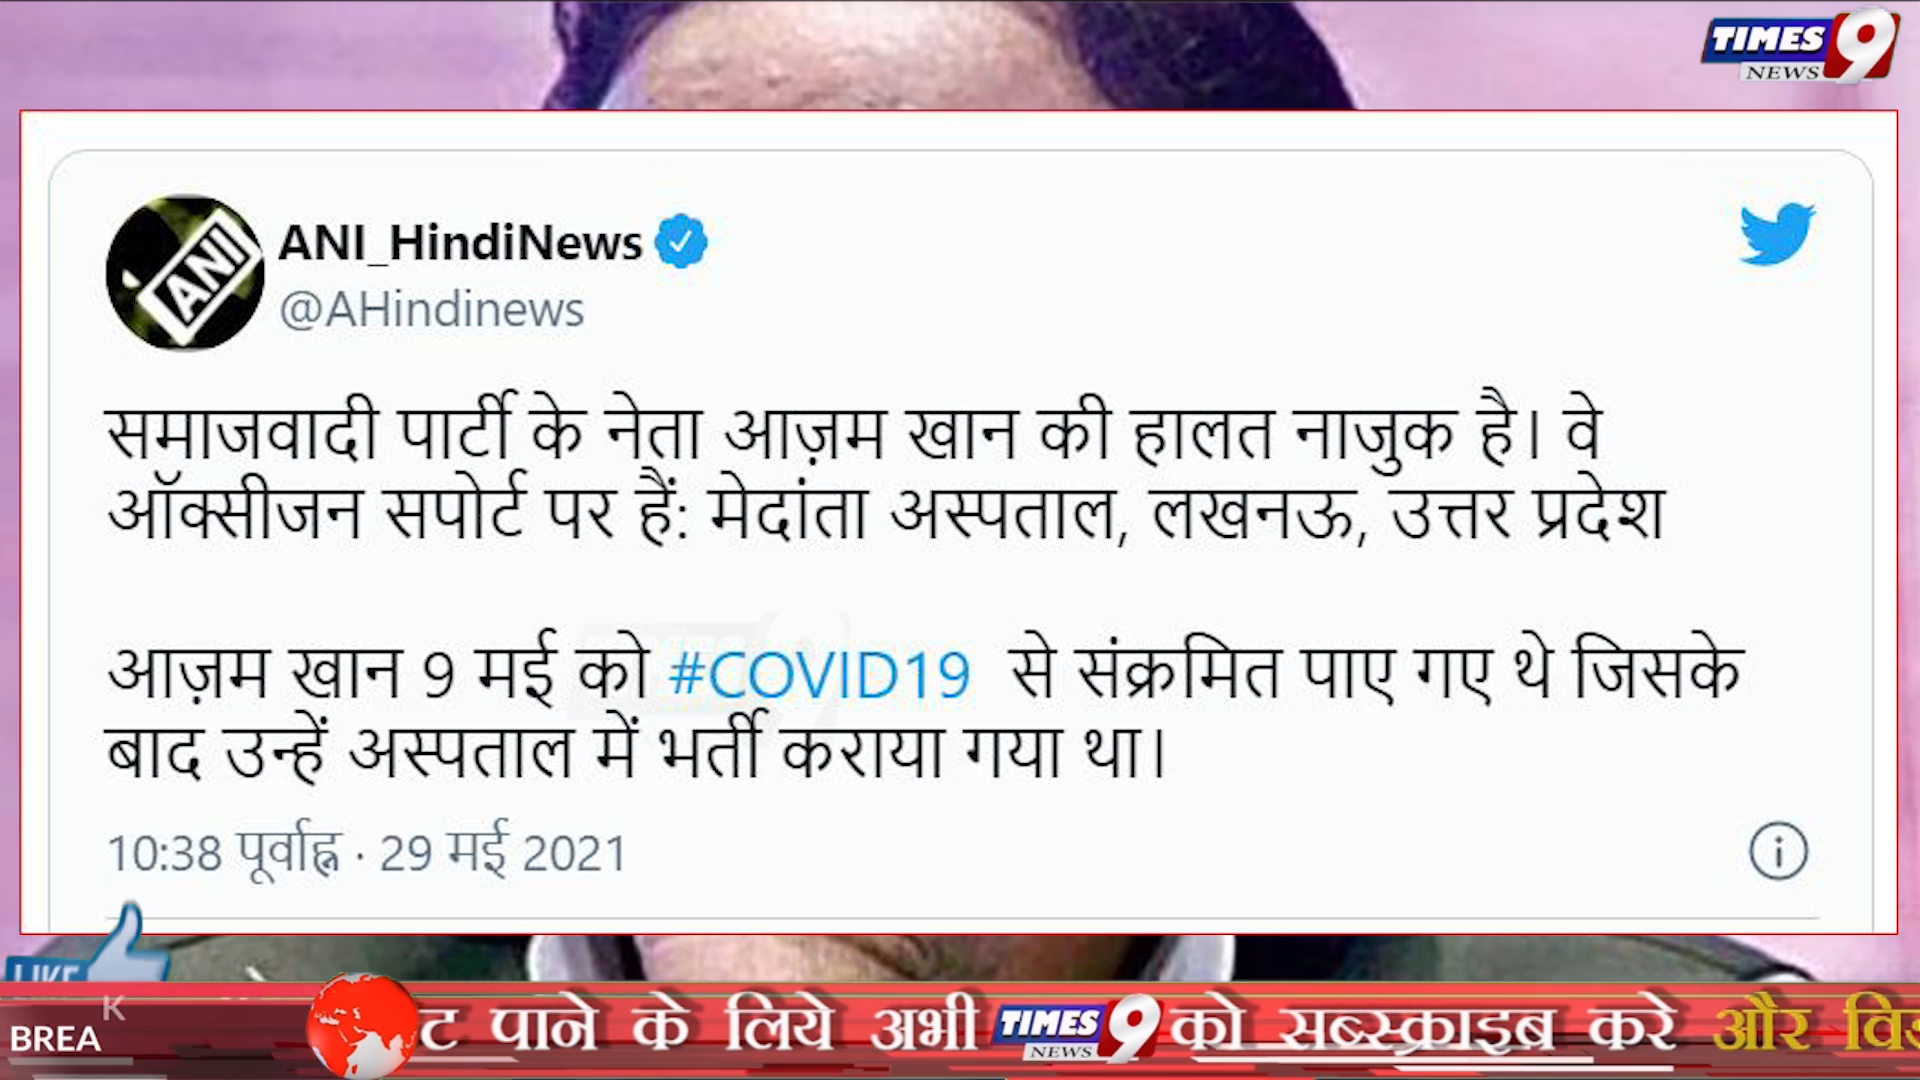 TIMES 9
NEWS
ANI_HindiNews
@AHindinews
समाजवादी पार्टी के नेता आज़म खान की हालत नाजुक है। वे
ऑक्सीजन सपोर्ट पर हैं: मेदांता अस्पताल, लखनऊ, उत्तर प्रदेश
आज़म खान 9 मई को #COVID19 से संक्रमित पाए गए थे जिसके
बाद उन्हें अस्पताल में भर्ती कराया गया था।
10:38 पूर्वाह्न · 29 मई 2021
LIKE
BREAK
ट पाने के लिये अभी TIMES 9 NEWS को सब्स्क्राइब करे और